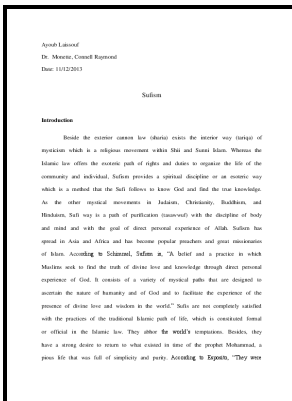 Ayoub Laissouf
Dr. Monette, Connell Raymond
Date: 11/12/2013
Sufism
Introduction
Beside the exterior cannon law (sharia) exists the interior way (tariqa) of
mysticism which is a religious movement within Shii and Sunni Islam. Whereas the
Islamic law offers the exoteric path of rights and duties to organize the life of the
community and individual, Sufism provides a spiritual discipline or an esoteric way
which is a method that the Sufi follows to know God and find the true knowledge.
As the other mystical movements in Judaism, Christianity, Buddhism, and
Hinduism, Sufi way is a path of purification (tasawwuf) with the discipline of body
and mind and with the goal of direct personal experience of Allah. Sufism has
spread in Asia and Africa and has become popular preachers and great missionaries
of Islam. According to Schimmel, Sufism is, "A belief and a practice in which
Muslims seek to find the truth of divine love and knowledge through direct personal
experience of God. It consists of a variety of mystical paths that are designed to
ascertain the nature of humanity and of God and to facilitate the experience of the
presence of divine love and wisdom in the world." Sufis are not completely satisfied
with the practices of the traditional Islamic path of life, which is constituted formal
or official in the Islamic law. They abhor the world's temptations. Besides, they
have a strong desire to return to what existed in time of the prophet Mohammad, a
pious life that was full of simplicity and purity. According to Esposito, "They were